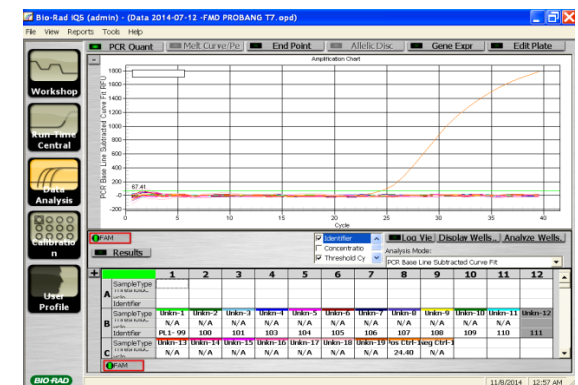 Bio-Rad iQ5 (admin) - (Data 2014-07-12 -FMD PROBANG T7.opd)
File View Reports Tools Help
PCR Quant Melt Curve/Pe End Point Allelic Disc Gene Expr Edit Plate
Workshop
Run-Time Central
Data Analysis
Calibratio n
User Profile
Amplification Chart
PCR Base Line Subtracted Curve Fit RFU
1800
1600
1400
1200
1000
800
600
400
200
-0
-200
67.41
0 5 10 15 20 25 30 35 40
Cycle
FAM
Results
Identifier
Concentratio
Threshold Cy
Log Vie Display Wells.. Analyze Wells.
Analysis Mode:
PCR Base Line Subtracted Curve Fit
1 2 3 4 5 6 7 8 9 10 11 12
A SampleType
Identifier
SampleType Unkn-1 Unkn-2 Unkn-3 Unkn-4 Unkn-5 Unkn-6 Unkn-7 Unkn-8 Unkn-9 Unkn-10 Unkn-11 Unkn-12
B N/A N/A N/A N/A N/A N/A N/A N/A N/A N/A N/A
Identifier PL1- 99 100 101 103 104 105 106 107 108 109 110 111
SampleType Unkn-13 Unkn-14 Unkn-15 Unkn-16 Unkn-17 Unkn-18 Unkn-19 Pos Ctrl-1 Neg Ctrl-1
C N/A N/A N/A N/A N/A N/A N/A 24.40 N/A
FAM
BIO-RAD
11/8/2014 12:57 AM